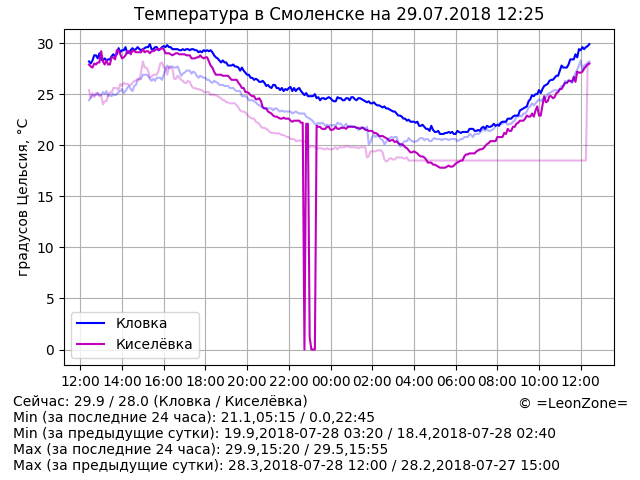 Температура в Смоленске на 29.07.2018 12:25
градусов Цельсия, °C
30
25
20
15
10
5
0
Кловка
Киселёвка
12:00 14:00 16:00 18:00 20:00 22:00 00:00 02:00 04:00 06:00 08:00 10:00 12:00
© =LeonZone=
Сейчас: 29.9 / 28.0 (Кловка / Киселёвка)
Min (за последние 24 часа): 21.1,05:15 / 0.0,22:45
Min (за предыдущие сутки): 19.9,2018-07-28 03:20 / 18.4,2018-07-28 02:40
Max (за последние 24 часа): 29.9,15:20 / 29.5,15:55
Max (за предыдущие сутки): 28.3,2018-07-28 12:00 / 28.2,2018-07-27 15:00